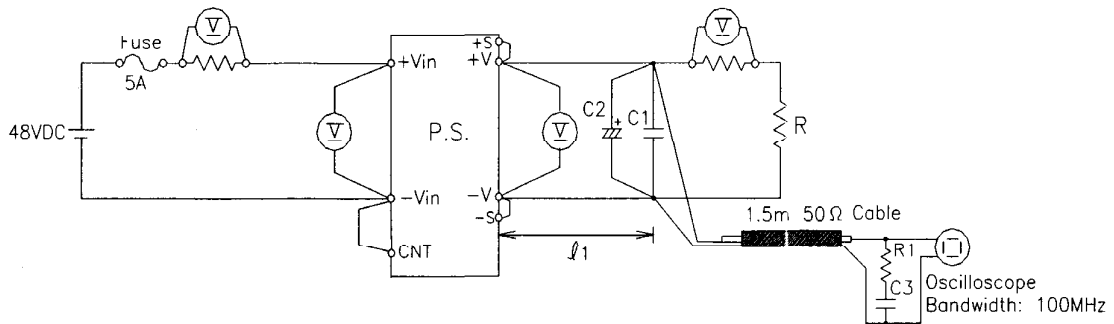 Fuse
5A
V
48VDC
V
+Vin
-Vin
CNT
P.S.
+S
+V
-V
-S
V
C2
+
C1
V
R
ℓ1
1.5m 50Ω Cable
R1
C3
Oscilloscope
Bandwidth: 100MHz